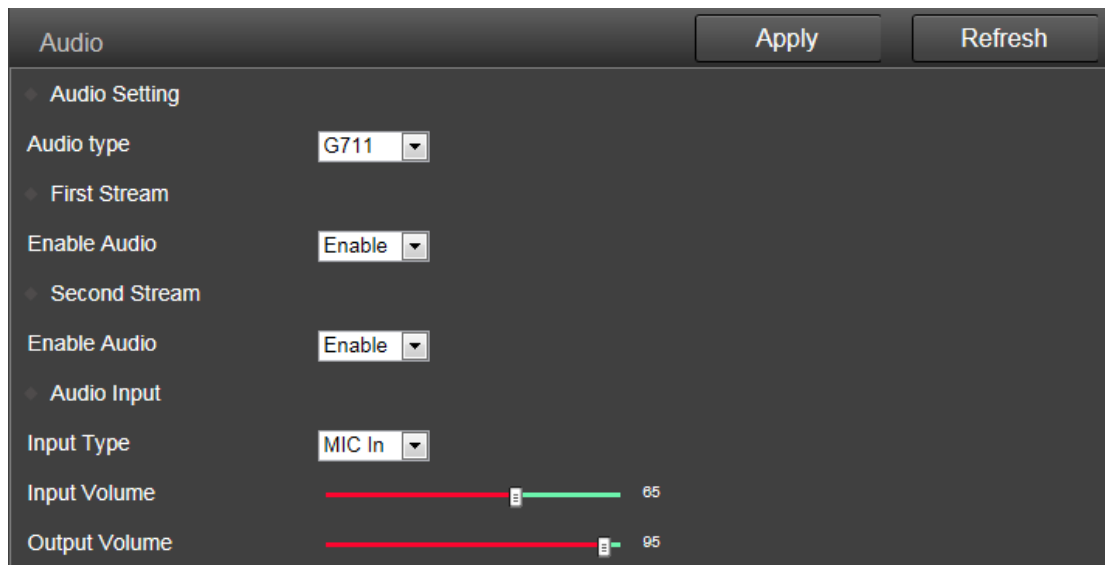 Audio Apply Refresh
Audio Setting
Audio type G711
First Stream
Enable Audio Enable
Second Stream
Enable Audio Enable
Audio Input
Input Type MIC In
Input Volume 65
Output Volume 95